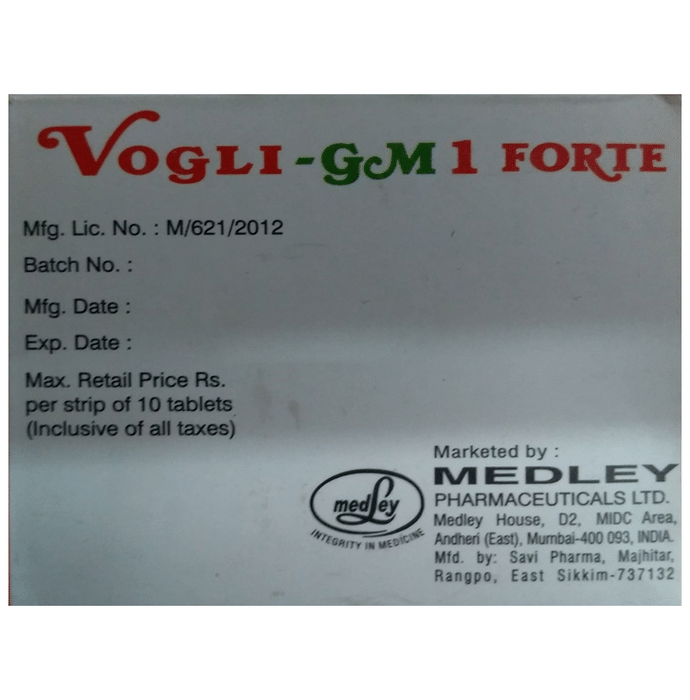 VOGLI-GM 1 FORTE
Mfg. Lic. No. : M/621/2012
Batch No. :
Mfg. Date :
Exp. Date :
Max. Retail Price Rs.
per strip of 10 tablets
(Inclusive of all taxes)
medley
INTEGRITY IN MEDICINE
Marketed by :
MEDLEY
PHARMACEUTICALS LTD.
Medley House, D2, MIDC Area,
Andheri (East), Mumbai-400 093, INDIA.
Mfd. by: Savi Pharma, Majhitar,
Rangpo, East Sikkim-737132